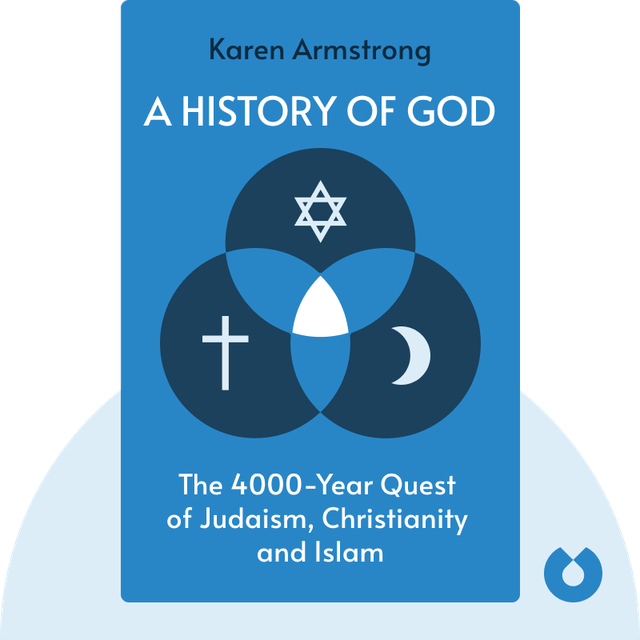 Karen Armstrong
A HISTORY OF GOD
The 4000-Year Quest
of Judaism, Christianity
and Islam